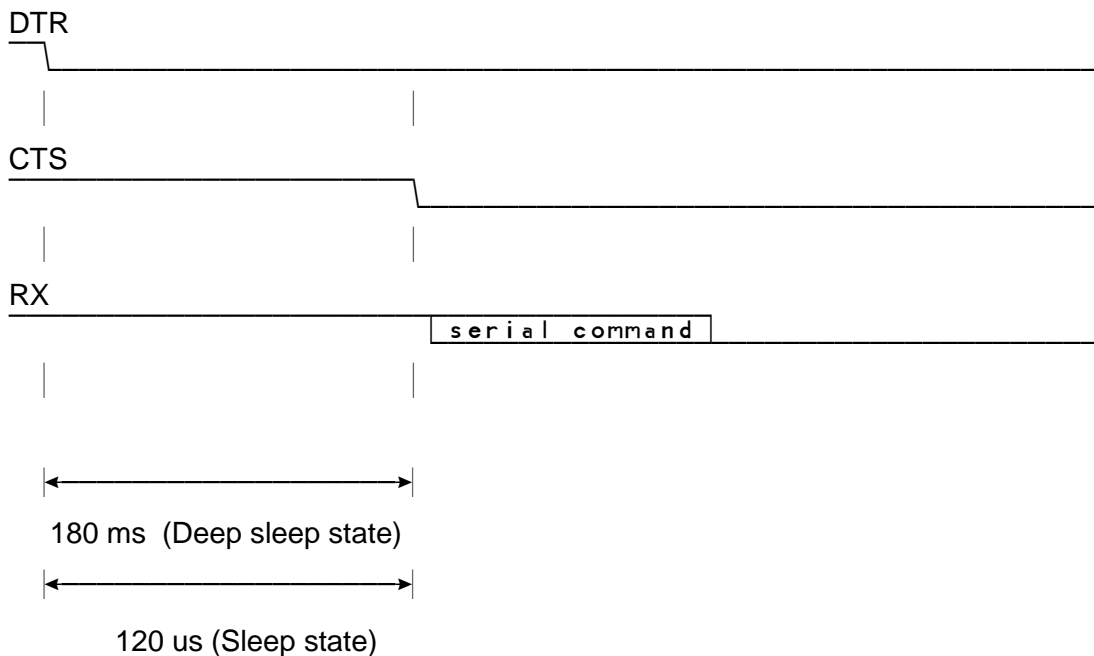 DTR
CTS
RX
serial command
180 ms (Deep sleep state)
120 us (Sleep state)